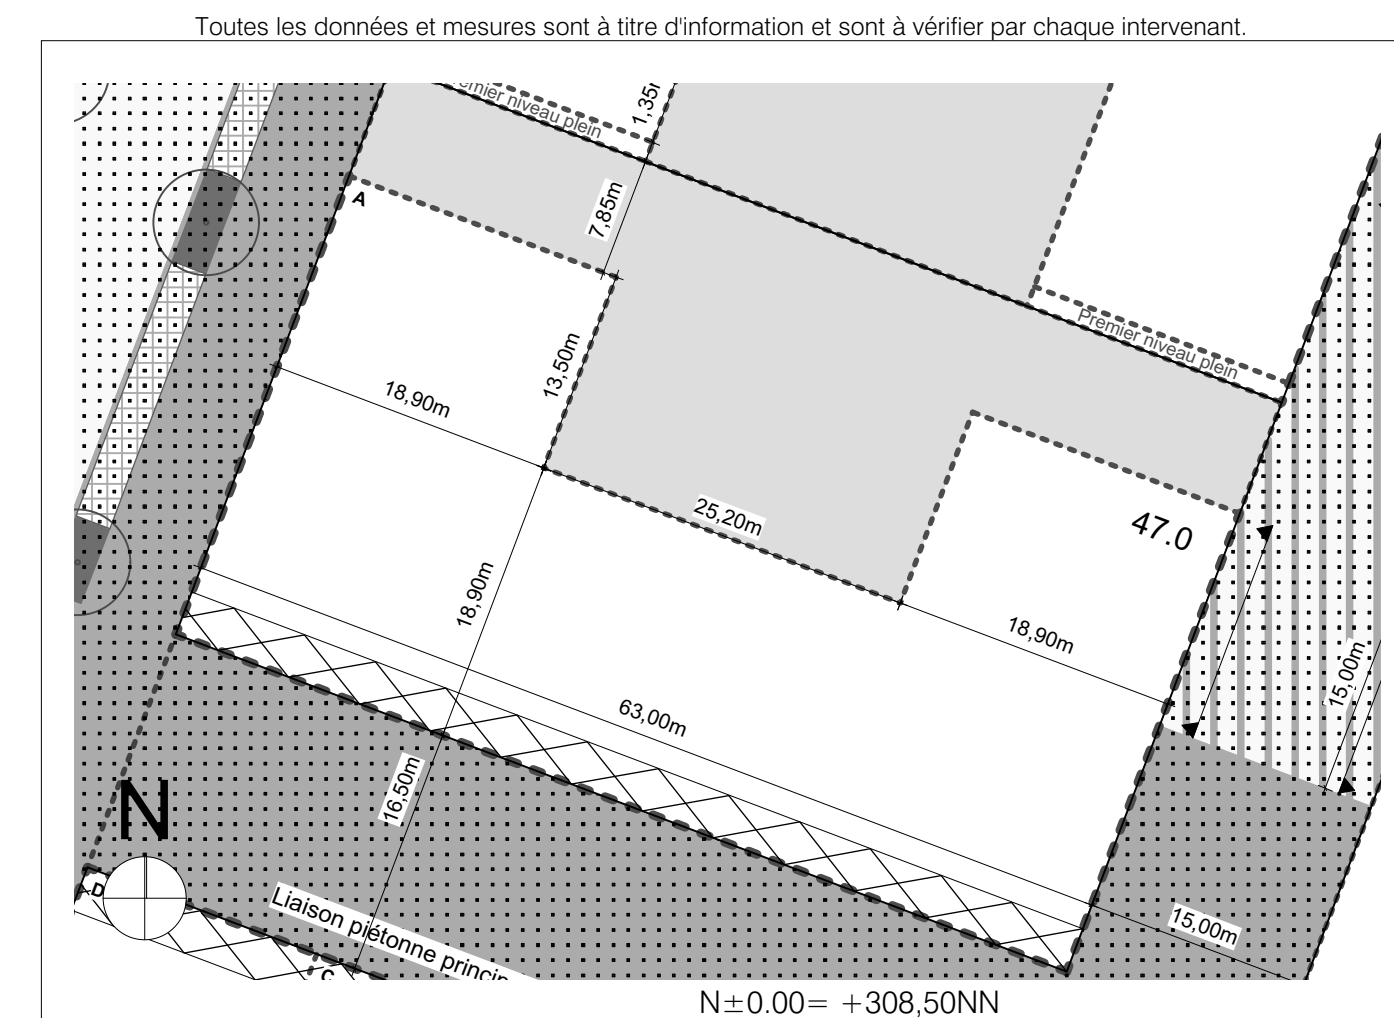 Toutes les données et mesures sont à titre d'information et sont à vérifier par chaque intervenant.
niveau plein
7,85m
A
Premier niveau plein
13,50m
18,90m
25,20m
47.0
18,90m
18,90m
15,00m
63,00m
16,50m
N
D
Liaison piétonne
15,00m
C
N±0.00= +308,50NN